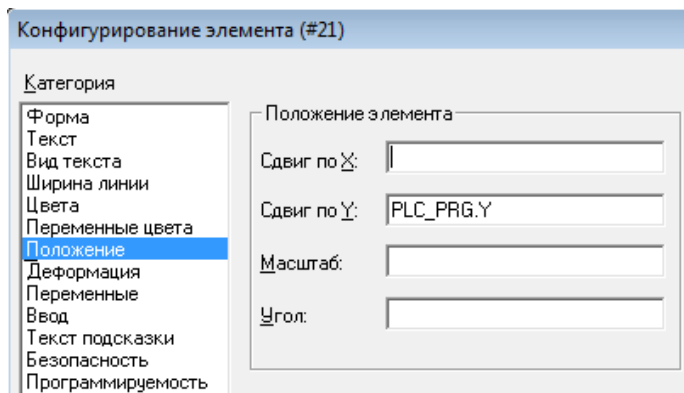 Конфигурирование элемента (#21)
Категория
Форма
Текст
Вид текста
Ширина линии
Цвета
Переменные цвета
Положение
Деформация
Переменные
Ввод
Текст подсказки
Безопасность
Программируемость
Положение элемента
Сдвиг по X:
Сдвиг по Y: PLC_PRG.Y
Масштаб:
Угол: